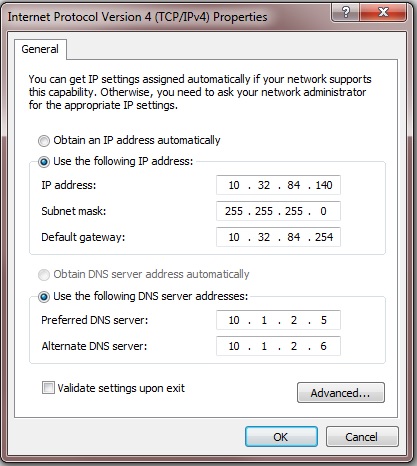 Internet Protocol Version 4 (TCP/IPv4) Properties
General
You can get IP settings assigned automatically if your network supports
this capability. Otherwise, you need to ask your network administrator
for the appropriate IP settings.
Obtain an IP address automatically
Use the following IP address:
IP address: 10 . 32 . 84 . 140
Subnet mask: 255 . 255 . 255 . 0
Default gateway: 10 . 32 . 84 . 254
Obtain DNS server address automatically
Use the following DNS server addresses:
Preferred DNS server: 10 . 1 . 2 . 5
Alternate DNS server: 10 . 1 . 2 . 6
Validate settings upon exit
Advanced...
OK Cancel